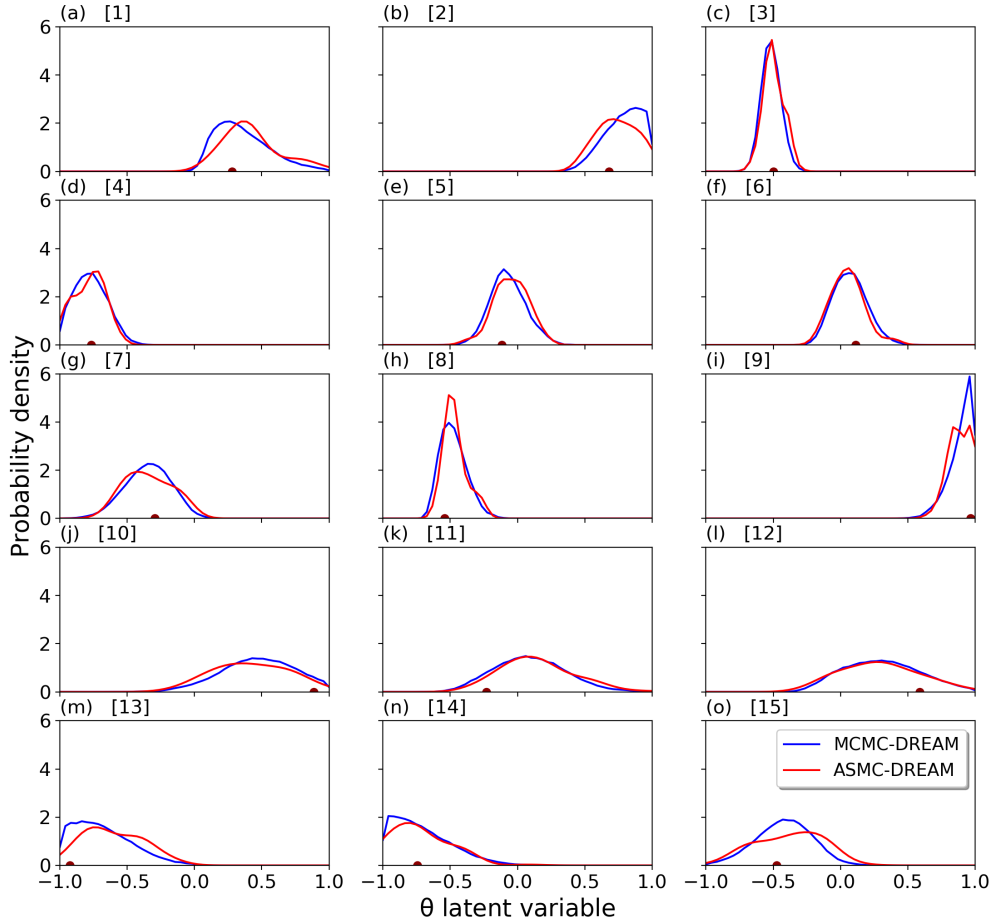 (a) [1]
(b) [2]
(c) [3]
6
4
2
0
(d) [4]
(e) [5]
(f) [6]
6
4
2
0
(g) [7]
(h) [8]
(i) [9]
6
4
2
0
(j) [10]
(k) [11]
(l) [12]
6
4
2
0
(m) [13]
(n) [14]
(o) [15]
6
4
2
0
MCMC-DREAM
ASMC-DREAM
−1.0 −0.5 0.0 0.5 1.0
−1.0 −0.5 0.0 0.5 1.0
−1.0 −0.5 0.0 0.5 1.0
Probability density
θ latent variable